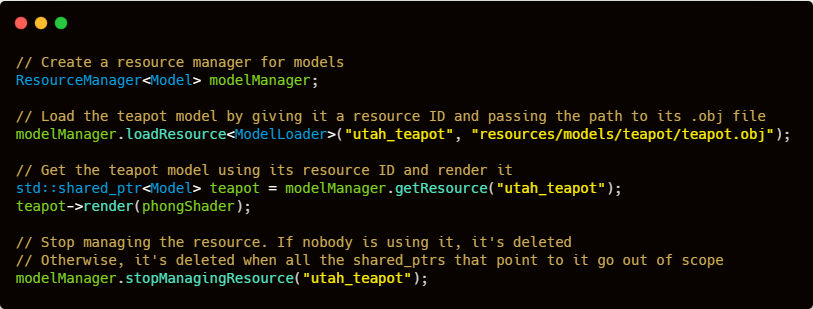 // Create a resource manager for models
ResourceManager<Model> modelManager;
// Load the teapot model by giving it a resource ID and passing the path to its .obj file
modelManager.loadResource<ModelLoader>("utah_teapot", "resources/models/teapot/teapot.obj");
// Get the teapot model using its resource ID and render it
std::shared_ptr<Model> teapot = modelManager.getResource("utah_teapot");
teapot->render(phongShader);
// Stop managing the resource. If nobody is using it, it's deleted
// Otherwise, it's deleted when all the shared_ptrs that point to it go out of scope
modelManager.stopManagingResource("utah_teapot");